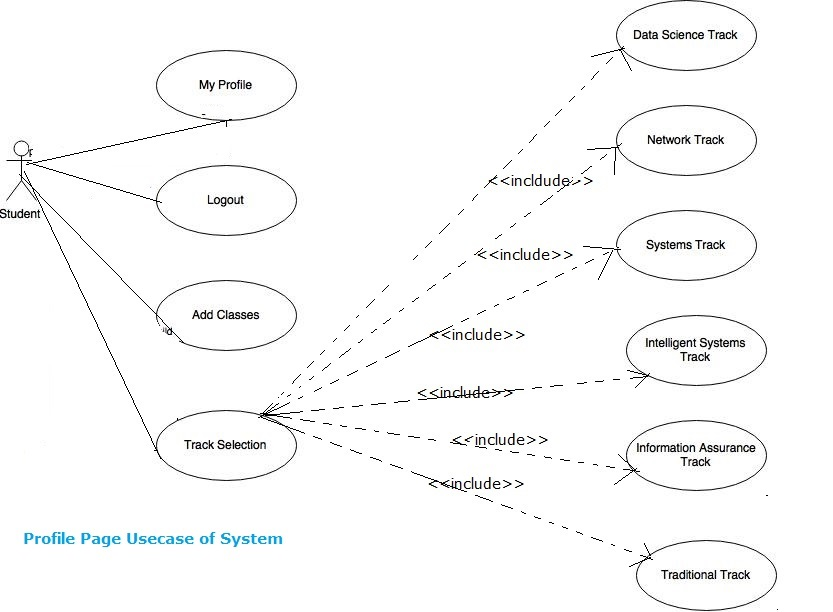 Data Science Track
My Profile
Network Track
<<incldude>>
Student
Logout
Systems Track
<<include>>
Add Classes
<<include>>
Intelligent Systems
Track
<<include>>
Track Selection
<<include>>
Information Assurance
Track
<<include>>
Profile Page Usecase of System
Traditional Track